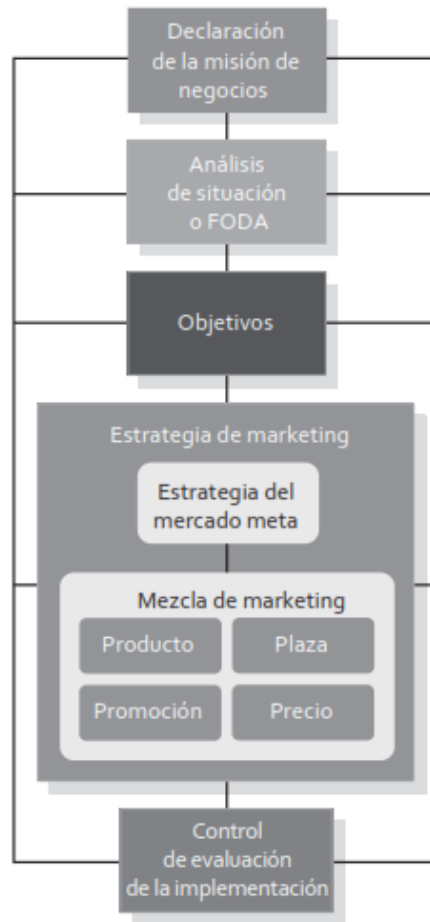 Declaración
de la misión de
negocios
Análisis
de situación
o FODA
Objetivos
Estrategia de marketing
Estrategia del
mercado meta
Mezcla de marketing
Producto
Plaza
Promoción
Precio
Control
de evaluación
de la implementación